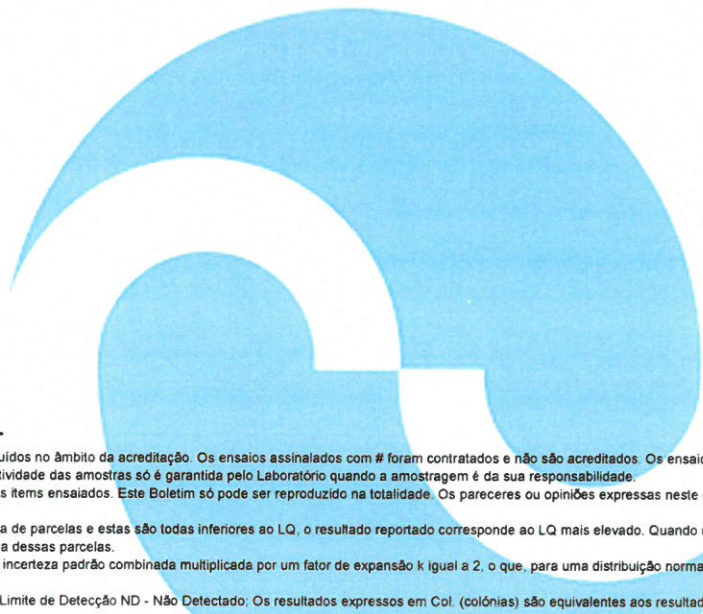 uídos no âmbito da acreditação. Os ensaios assinalados com # foram contratados e não são acreditados. Os ensaio
tividade das amostras só é garantida pelo Laboratório quando a amostragem é da sua responsabilidade.
s items ensaiados. Este Boletim só pode ser reproduzido na totalidade. Os pareceres ou opiniões expressas neste
a de parcelas e estas são todas inferiores ao LQ, o resultado reportado corresponde ao LQ mais elevado. Quando
a dessas parcelas.
incerteza padrão combinada multiplicada por um fator de expansão k igual a 2, o que, para uma distribuição norma
Limite de Detecção ND - Não Detectado; Os resultados expressos em Col. (colónias) são equivalentes aos resultad